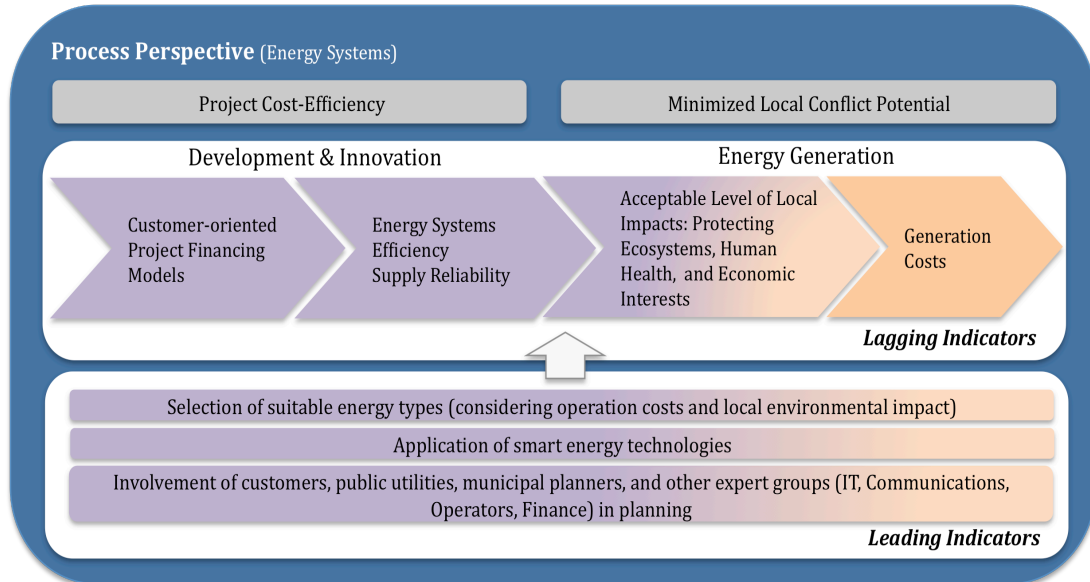 Process Perspective (Energy Systems)
Project Cost-Efficiency
Minimized Local Conflict Potential
Development & Innovation
Energy Generation
Customer-oriented
Project Financing
Models
Energy Systems
Efficiency
Supply Reliability
Acceptable Level of Local
Impacts: Protecting
Ecosystems, Human
Health, and Economic
Interests
Generation
Costs
Lagging Indicators
Selection of suitable energy types (considering operation costs and local environmental impact)
Application of smart energy technologies
Involvement of customers, public utilities, municipal planners, and other expert groups (IT, Communications,
Operators, Finance) in planning
Leading Indicators